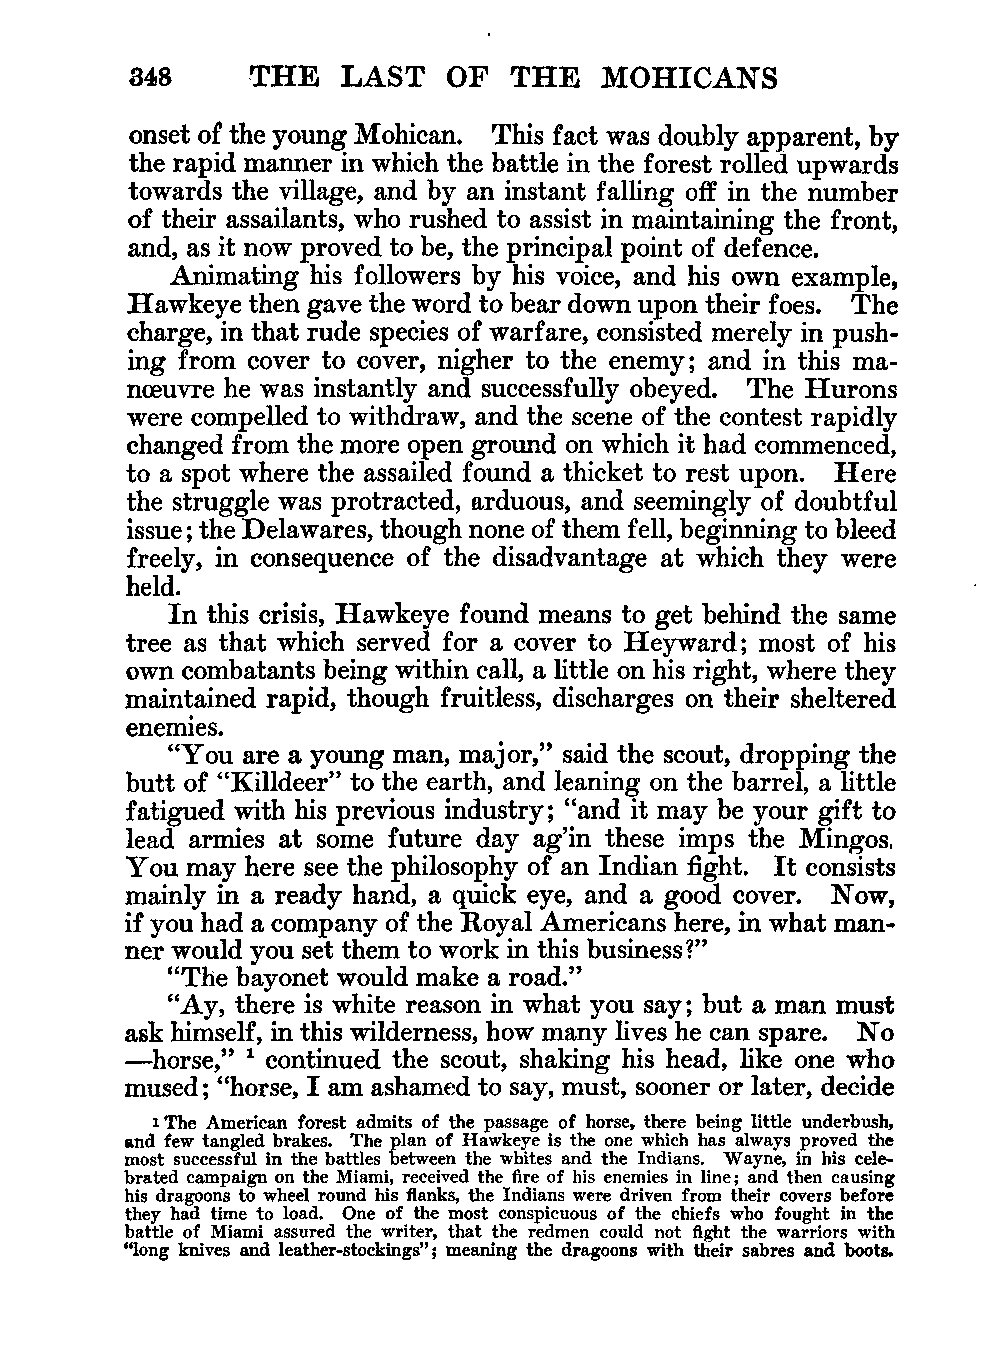 348 THE LAST OF THE MOHICANS
onset of the young Mohican. This fact was doubly apparent, by
the rapid manner in which the battle in the forest rolled upwards
towards the village, and by an instant falling off in the number
of their assailants, who rushed to assist in maintaining the front,
and, as it now proved to be, the principal point of defence.
Animating his followers by his voice, and his own example,
Hawkeye then gave the word to bear down upon their foes. The
charge, in that rude species of warfare, consisted merely in push-
ing from cover to cover, nigher to the enemy; and in this ma-
nœuvre he was instantly and successfully obeyed. The Hurons
were compelled to withdraw, and the scene of the contest rapidly
changed from the more open ground on which it had commenced,
to a spot where the assailed found a thicket to rest upon. Here
the struggle was protracted, arduous, and seemingly of doubtful
issue; the Delawares, though none of them fell, beginning to bleed
freely, in consequence of the disadvantage at which they were
held.
In this crisis, Hawkeye found means to get behind the same
tree as that which served for a cover to Heyward; most of his
own combatants being within call, a little on his right, where they
maintained rapid, though fruitless, discharges on their sheltered
enemies.
“You are a young man, major,” said the scout, dropping the
butt of “Killdeer” to the earth, and leaning on the barrel, a little
fatigued with his previous industry; “and it may be your gift to
lead armies at some future day ag’in these imps the Mingos.
You may here see the philosophy of an Indian fight. It consists
mainly in a ready hand, a quick eye, and a good cover. Now,
if you had a company of the Royal Americans here, in what man-
ner would you set them to work in this business?”
“The bayonet would make a road.”
“Ay, there is white reason in what you say; but a man must
ask himself, in this wilderness, how many lives he can spare. No
—horse,” ¹ continued the scout, shaking his head, like one who
mused; “horse, I am ashamed to say, must, sooner or later, decide
1 The American forest admits of the passage of horse, there being little underbush,
and few tangled brakes. The plan of Hawkeye is the one which has always proved the
most successful in the battles between the whites and the Indians. Wayne, in his cele-
brated campaign on the Miami, received the fire of his enemies in line; and then causing
his dragoons to wheel round his flanks, the Indians were driven from their covers before
they had time to load. One of the most conspicuous of the chiefs who fought in the
battle of Miami assured the writer, that the redmen could not fight the warriors with
“long knives and leather-stockings”; meaning the dragoons with their sabres and boots.